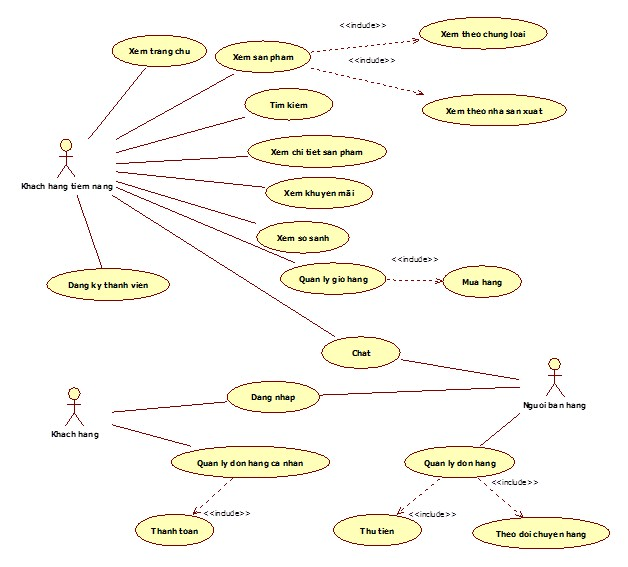 <<include>>
Xem theo chung loai
Xem trang chu
Xem san pham
<<include>>
Tim kiem
Xem theo nha san xuat
Xem chi tiet san pham
Khach hang tiem nang
Xem khuyen mãi
Xem so sanh
<<include>>
Dang ky thanh vien
Quan ly gio hang
Mua hang
Chat
Dang nhap
Nguoi ban hang
Khach hang
Quan ly don hang ca nhan
Quan ly don hang
<<include>>
<<include>>
<<include>>
Thanh toan
Thu tien
Theo doi chuyen hang